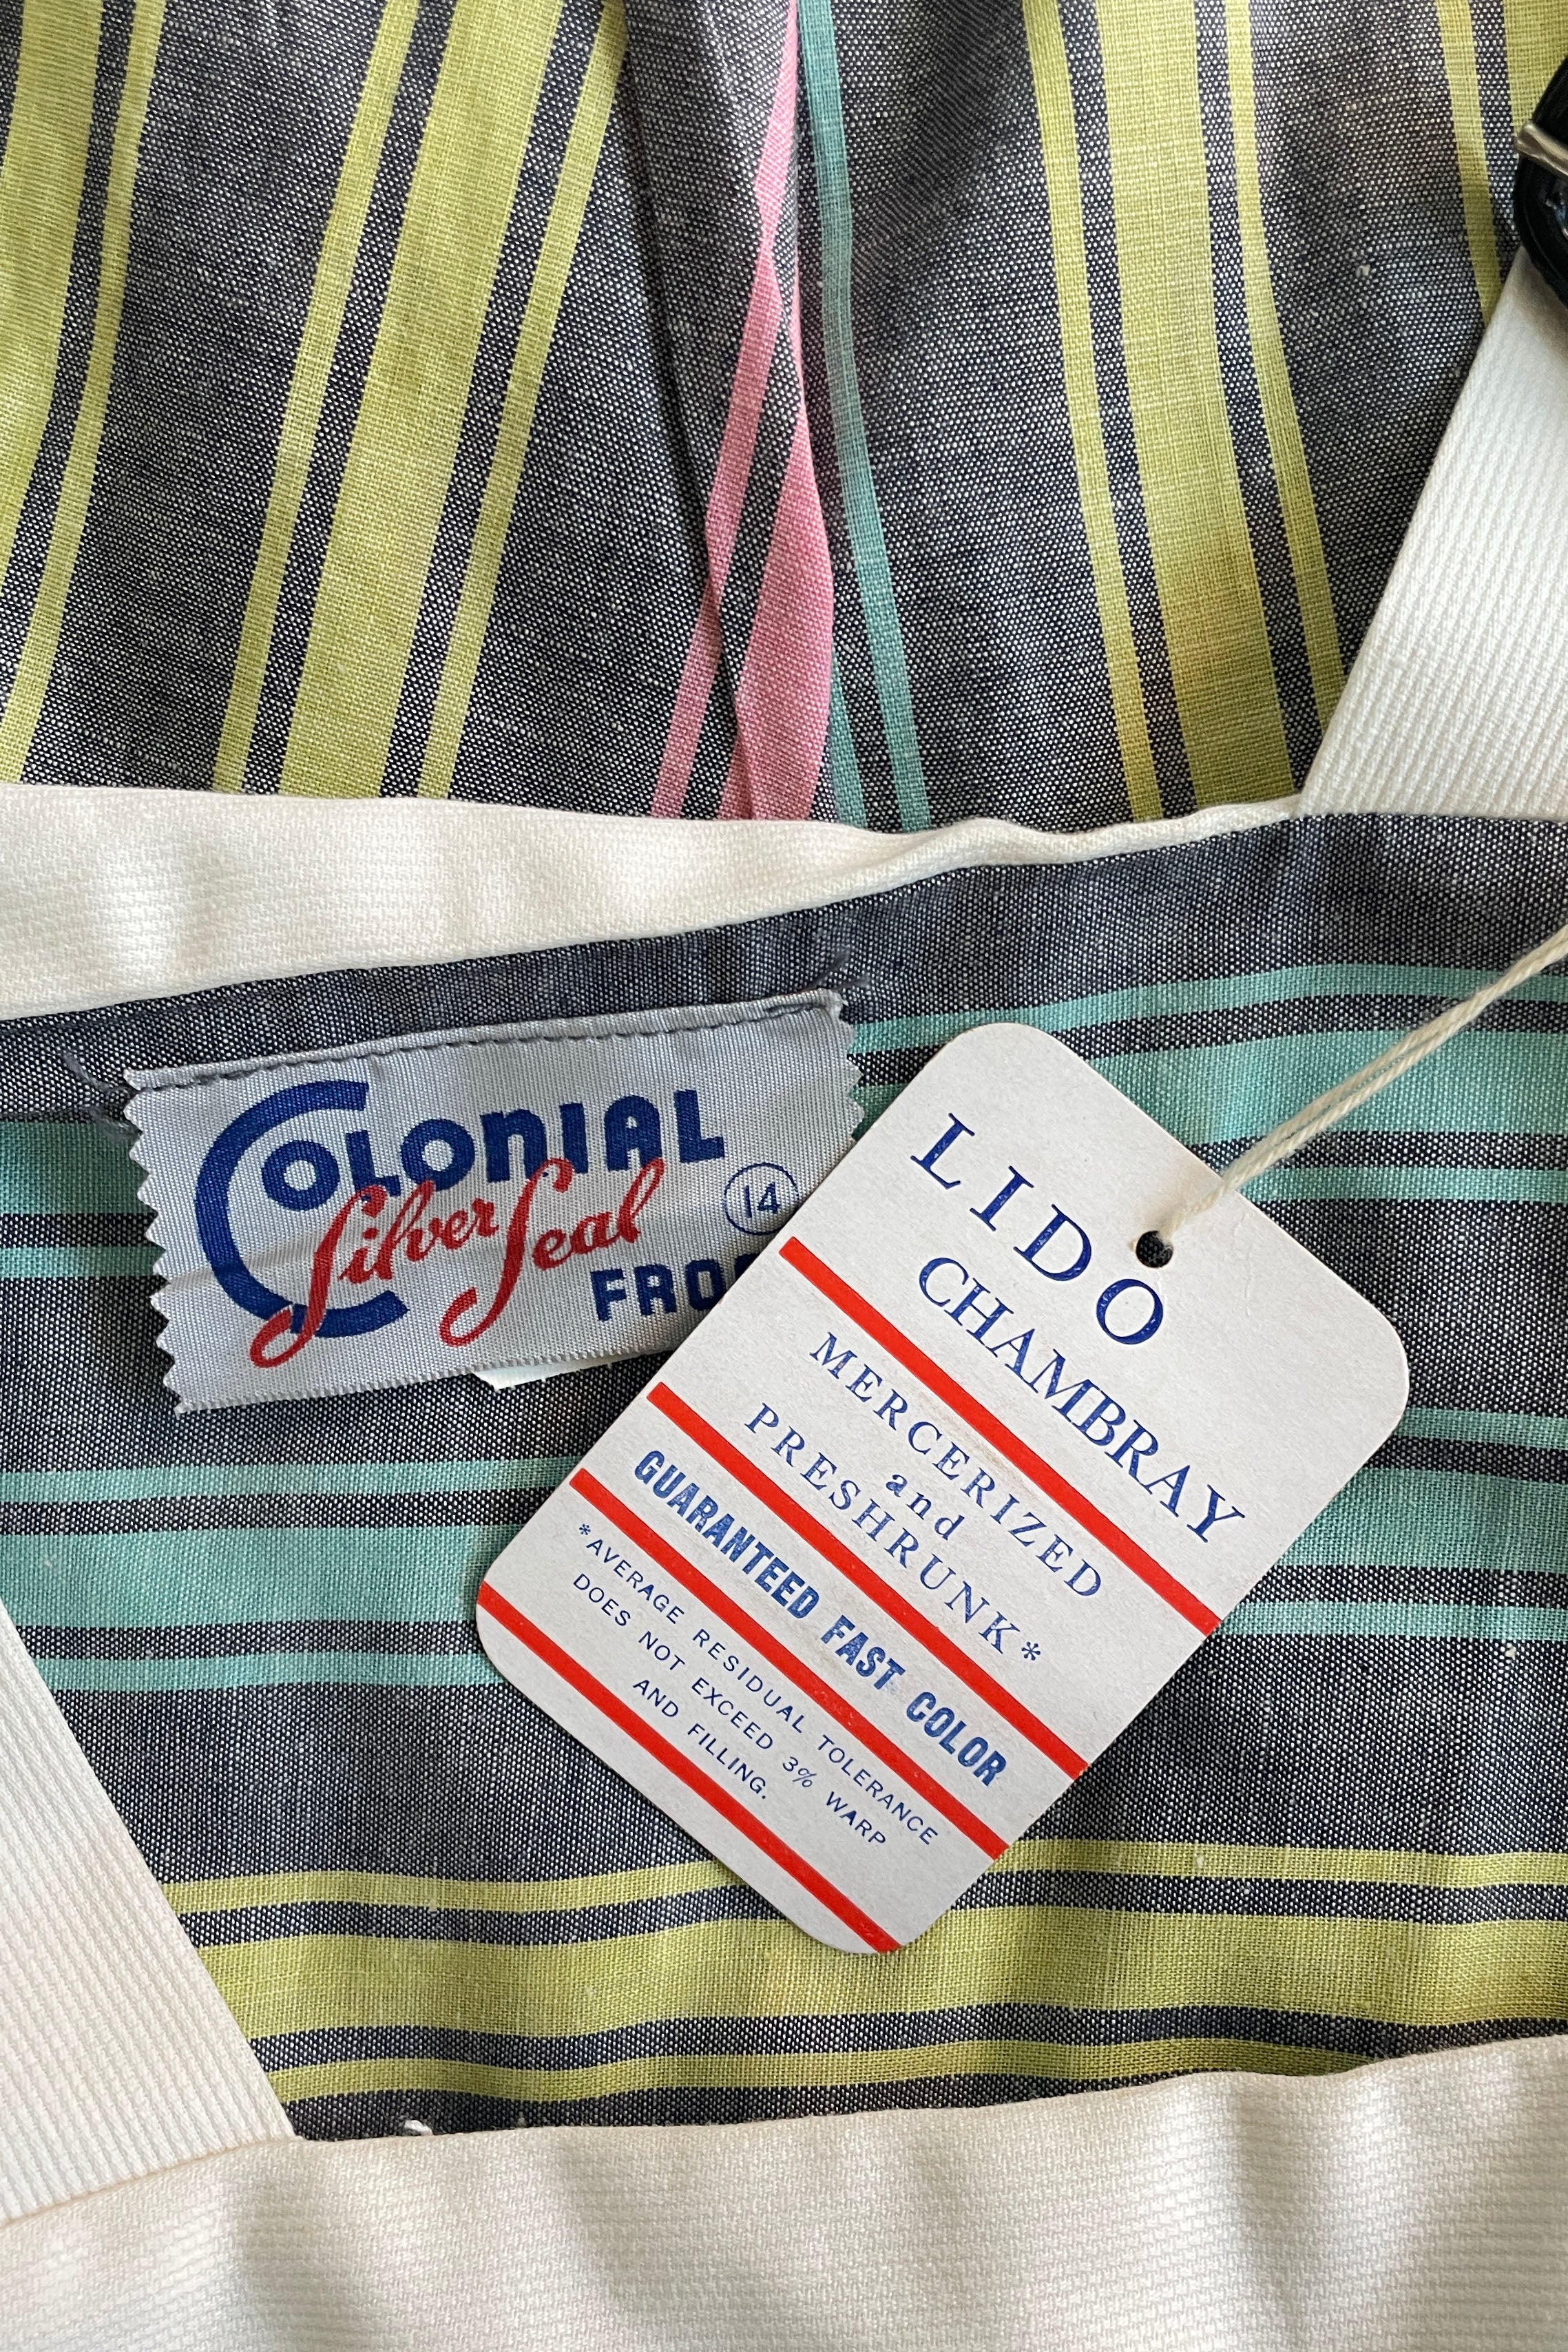 COLONIAL
Silver Seal
14
LIDO
CHAMBRAY
MERCERIZED
and
PRESHRUNK*
GUARANTEED FAST COLOR
*AVERAGE RESIDUAL TOLERANCE
DOES NOT EXCEED 3% WARP
AND FILLING.